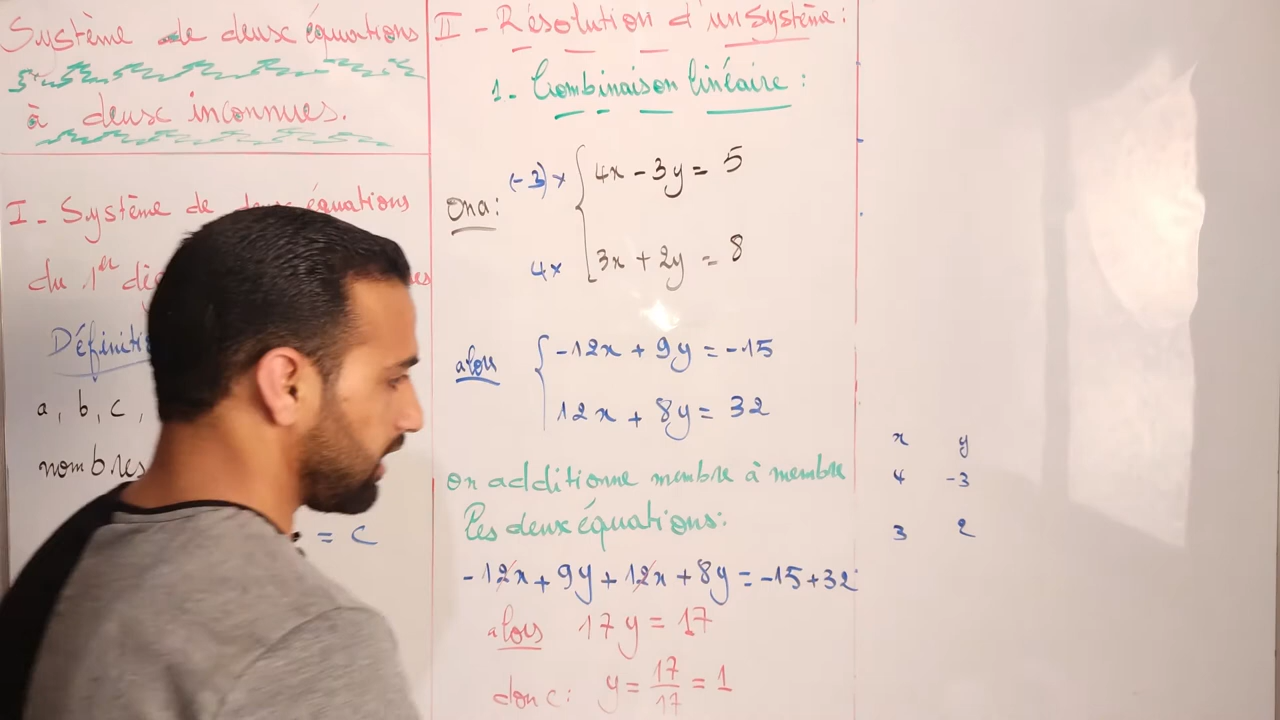 Système de deux équations
à deux inconnues.
I - Système de deux équations
du 1er
Définiti
a, b, c,
nombres
= c
II - Résolution d'un système :
1 - Combinaison linéaire :
(-3)× 4x - 3y = 5
On a :
4× 3x + 2y = 8
alors -12x + 9y = -15
12x + 8y = 32
On additionne membre à membre
les deux équations :
-12x + 9y + 12x + 8y = -15 + 32
alors 17y = 17
donc : y = 17/17 = 1
x y
4 -3
3 2